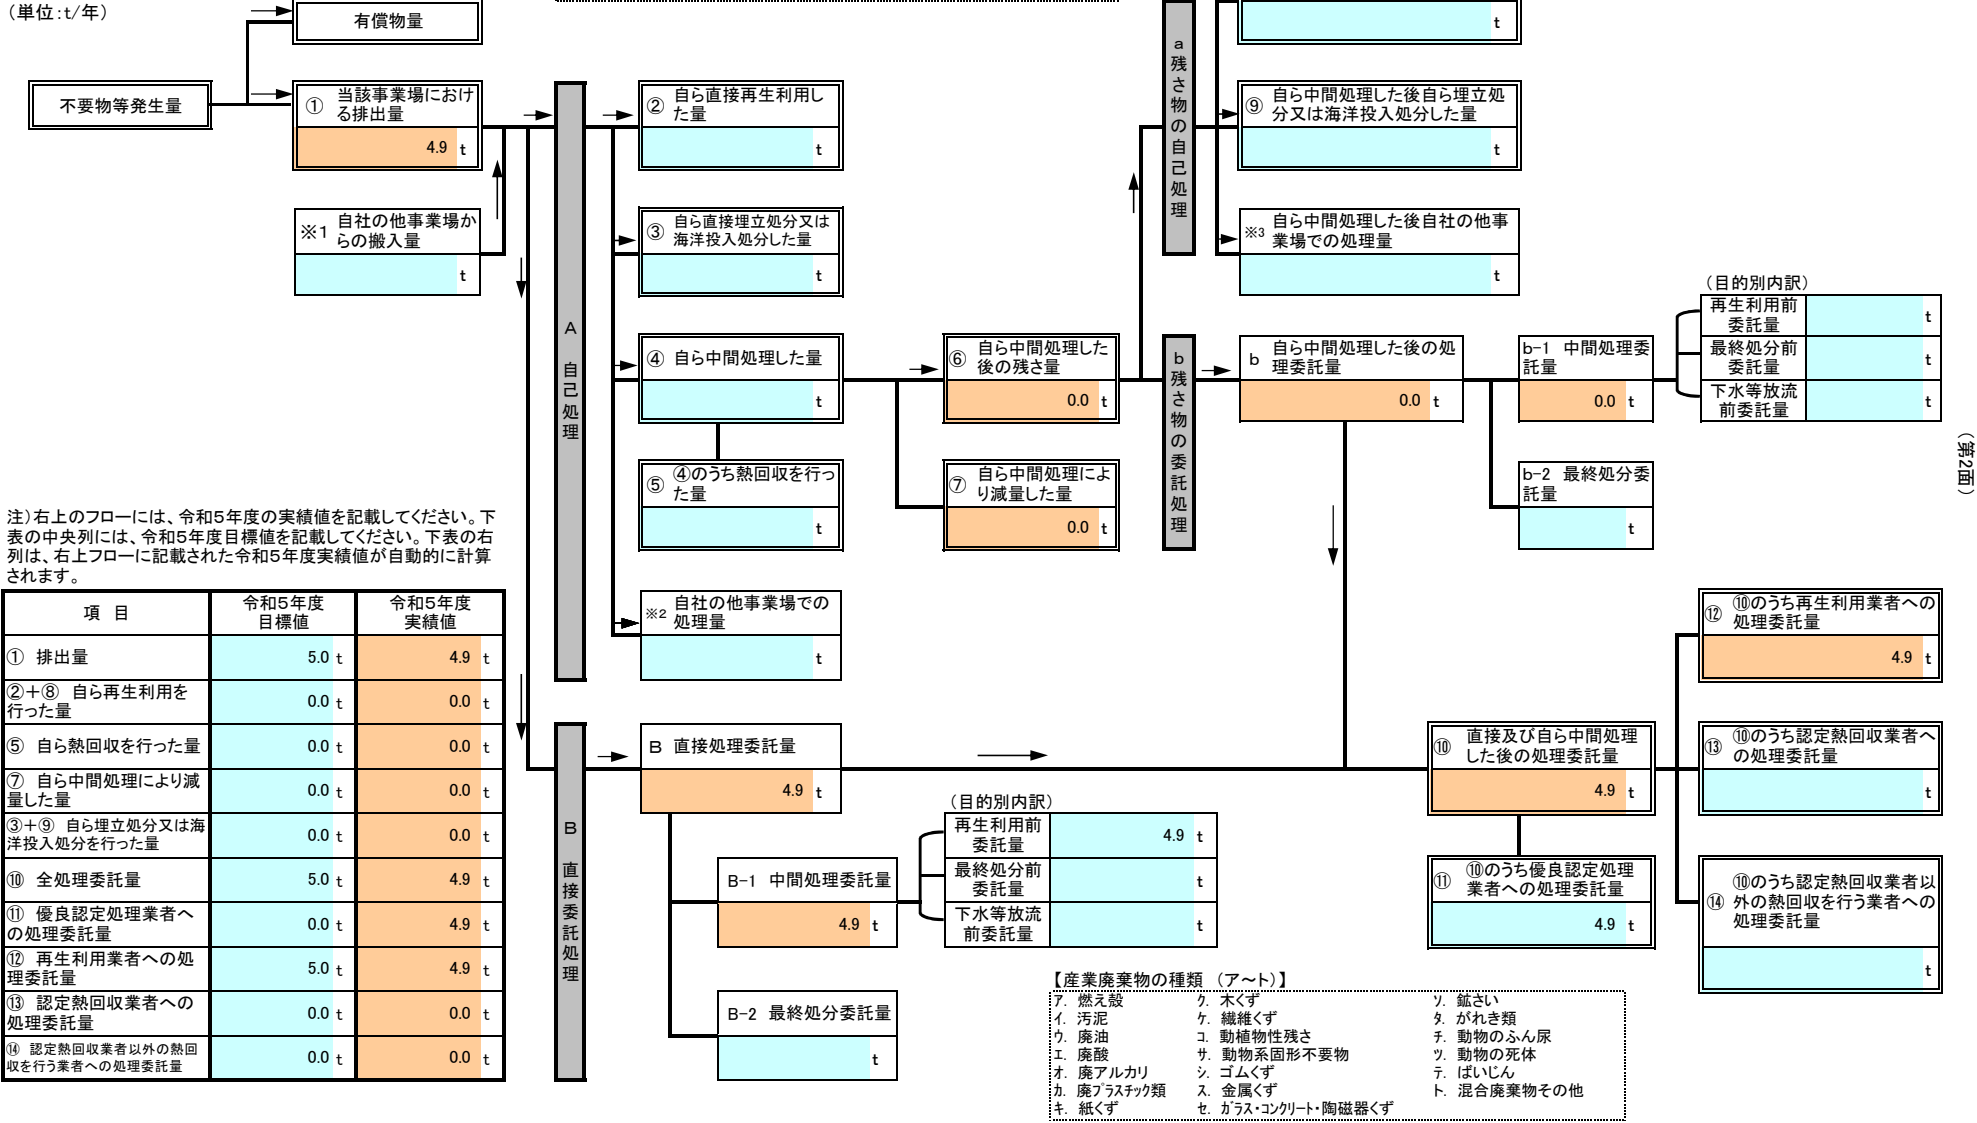 （単位：t/年）
有償物量
t
不要物等発生量
① 当該事業場におけ
る排出量
4.9 t
※1 自社の他事業場か
らの搬入量
t
A 自己処理
② 自ら直接再生利用し
た量
t
③ 自ら直接埋立処分又は
海洋投入処分した量
t
④ 自ら中間処理した量
t
⑤ ④のうち熱回収を行っ
た量
t
※2 自社の他事業場での
処理量
t
⑥ 自ら中間処理した
後の残さ量
0.0 t
⑦ 自ら中間処理によ
り減量した量
0.0 t
a 残さ物の自己処理
⑨ 自ら中間処理した後自ら埋立処
分又は海洋投入処分した量
t
※3 自ら中間処理した後自社の他事
業場での処理量
t
b 残さ物の委託処理
b 自ら中間処理した後の処
理委託量
0.0 t
b-1 中間処理委
託量
0.0 t
b-2 最終処分委
託量
t
（目的別内訳）
再生利用前
委託量 t
最終処分前
委託量 t
下水等放流
前委託量 t
（第2面）
注）右上のフローには、令和5年度の実績値を記載してください。下
表の中央列には、令和5年度目標値を記載してください。下表の右
列は、右上フローに記載された令和5年度実績値が自動的に計算
されます。
項 目 令和5年度 目標値 令和5年度 実績値
① 排出量 5.0 t 4.9 t
②＋⑧ 自ら再生利用を
行った量 0.0 t 0.0 t
⑤ 自ら熱回収を行った量 0.0 t 0.0 t
⑦ 自ら中間処理により減
量した量 0.0 t 0.0 t
③＋⑨ 自ら埋立処分又は海
洋投入処分を行った量 0.0 t 0.0 t
⑩ 全処理委託量 5.0 t 4.9 t
⑪ 優良認定処理業者へ
の処理委託量 0.0 t 4.9 t
⑫ 再生利用業者への処
理委託量 5.0 t 4.9 t
⑬ 認定熱回収業者への
処理委託量 0.0 t 0.0 t
⑭ 認定熱回収業者以外の熱回
収を行う業者への処理委託量 0.0 t 0.0 t
B 直接委託処理
B 直接処理委託量
4.9 t
B-1 中間処理委託量
4.9 t
B-2 最終処分委託量
t
（目的別内訳）
再生利用前
委託量 4.9 t
最終処分前
委託量 t
下水等放流
前委託量 t
⑩ 直接及び自ら中間処理
した後の処理委託量
4.9 t
⑪ ⑩のうち優良認定処理
業者への処理委託量
4.9 t
⑫ ⑩のうち再生利用業者への
処理委託量
4.9 t
⑬ ⑩のうち認定熱回収業者へ
の処理委託量
t
⑭ ⑩のうち認定熱回収業者以
外の熱回収を行う業者への
処理委託量
t
【産業廃棄物の種類 （ア～ト）】
ア. 燃え殻 ク. 木くず ソ. 鉱さい
イ. 汚泥 ケ. 繊維くず タ. がれき類
ウ. 廃油 コ. 動植物性残さ チ. 動物のふん尿
エ. 廃酸 サ. 動物系固形不要物 ツ. 動物の死体
オ. 廃アルカリ シ. ゴムくず テ. ばいじん
カ. 廃プラスチック類 ス. 金属くず ト. 混合廃棄物その他
キ. 紙くず セ. ガラス・コンクリート・陶磁器くず